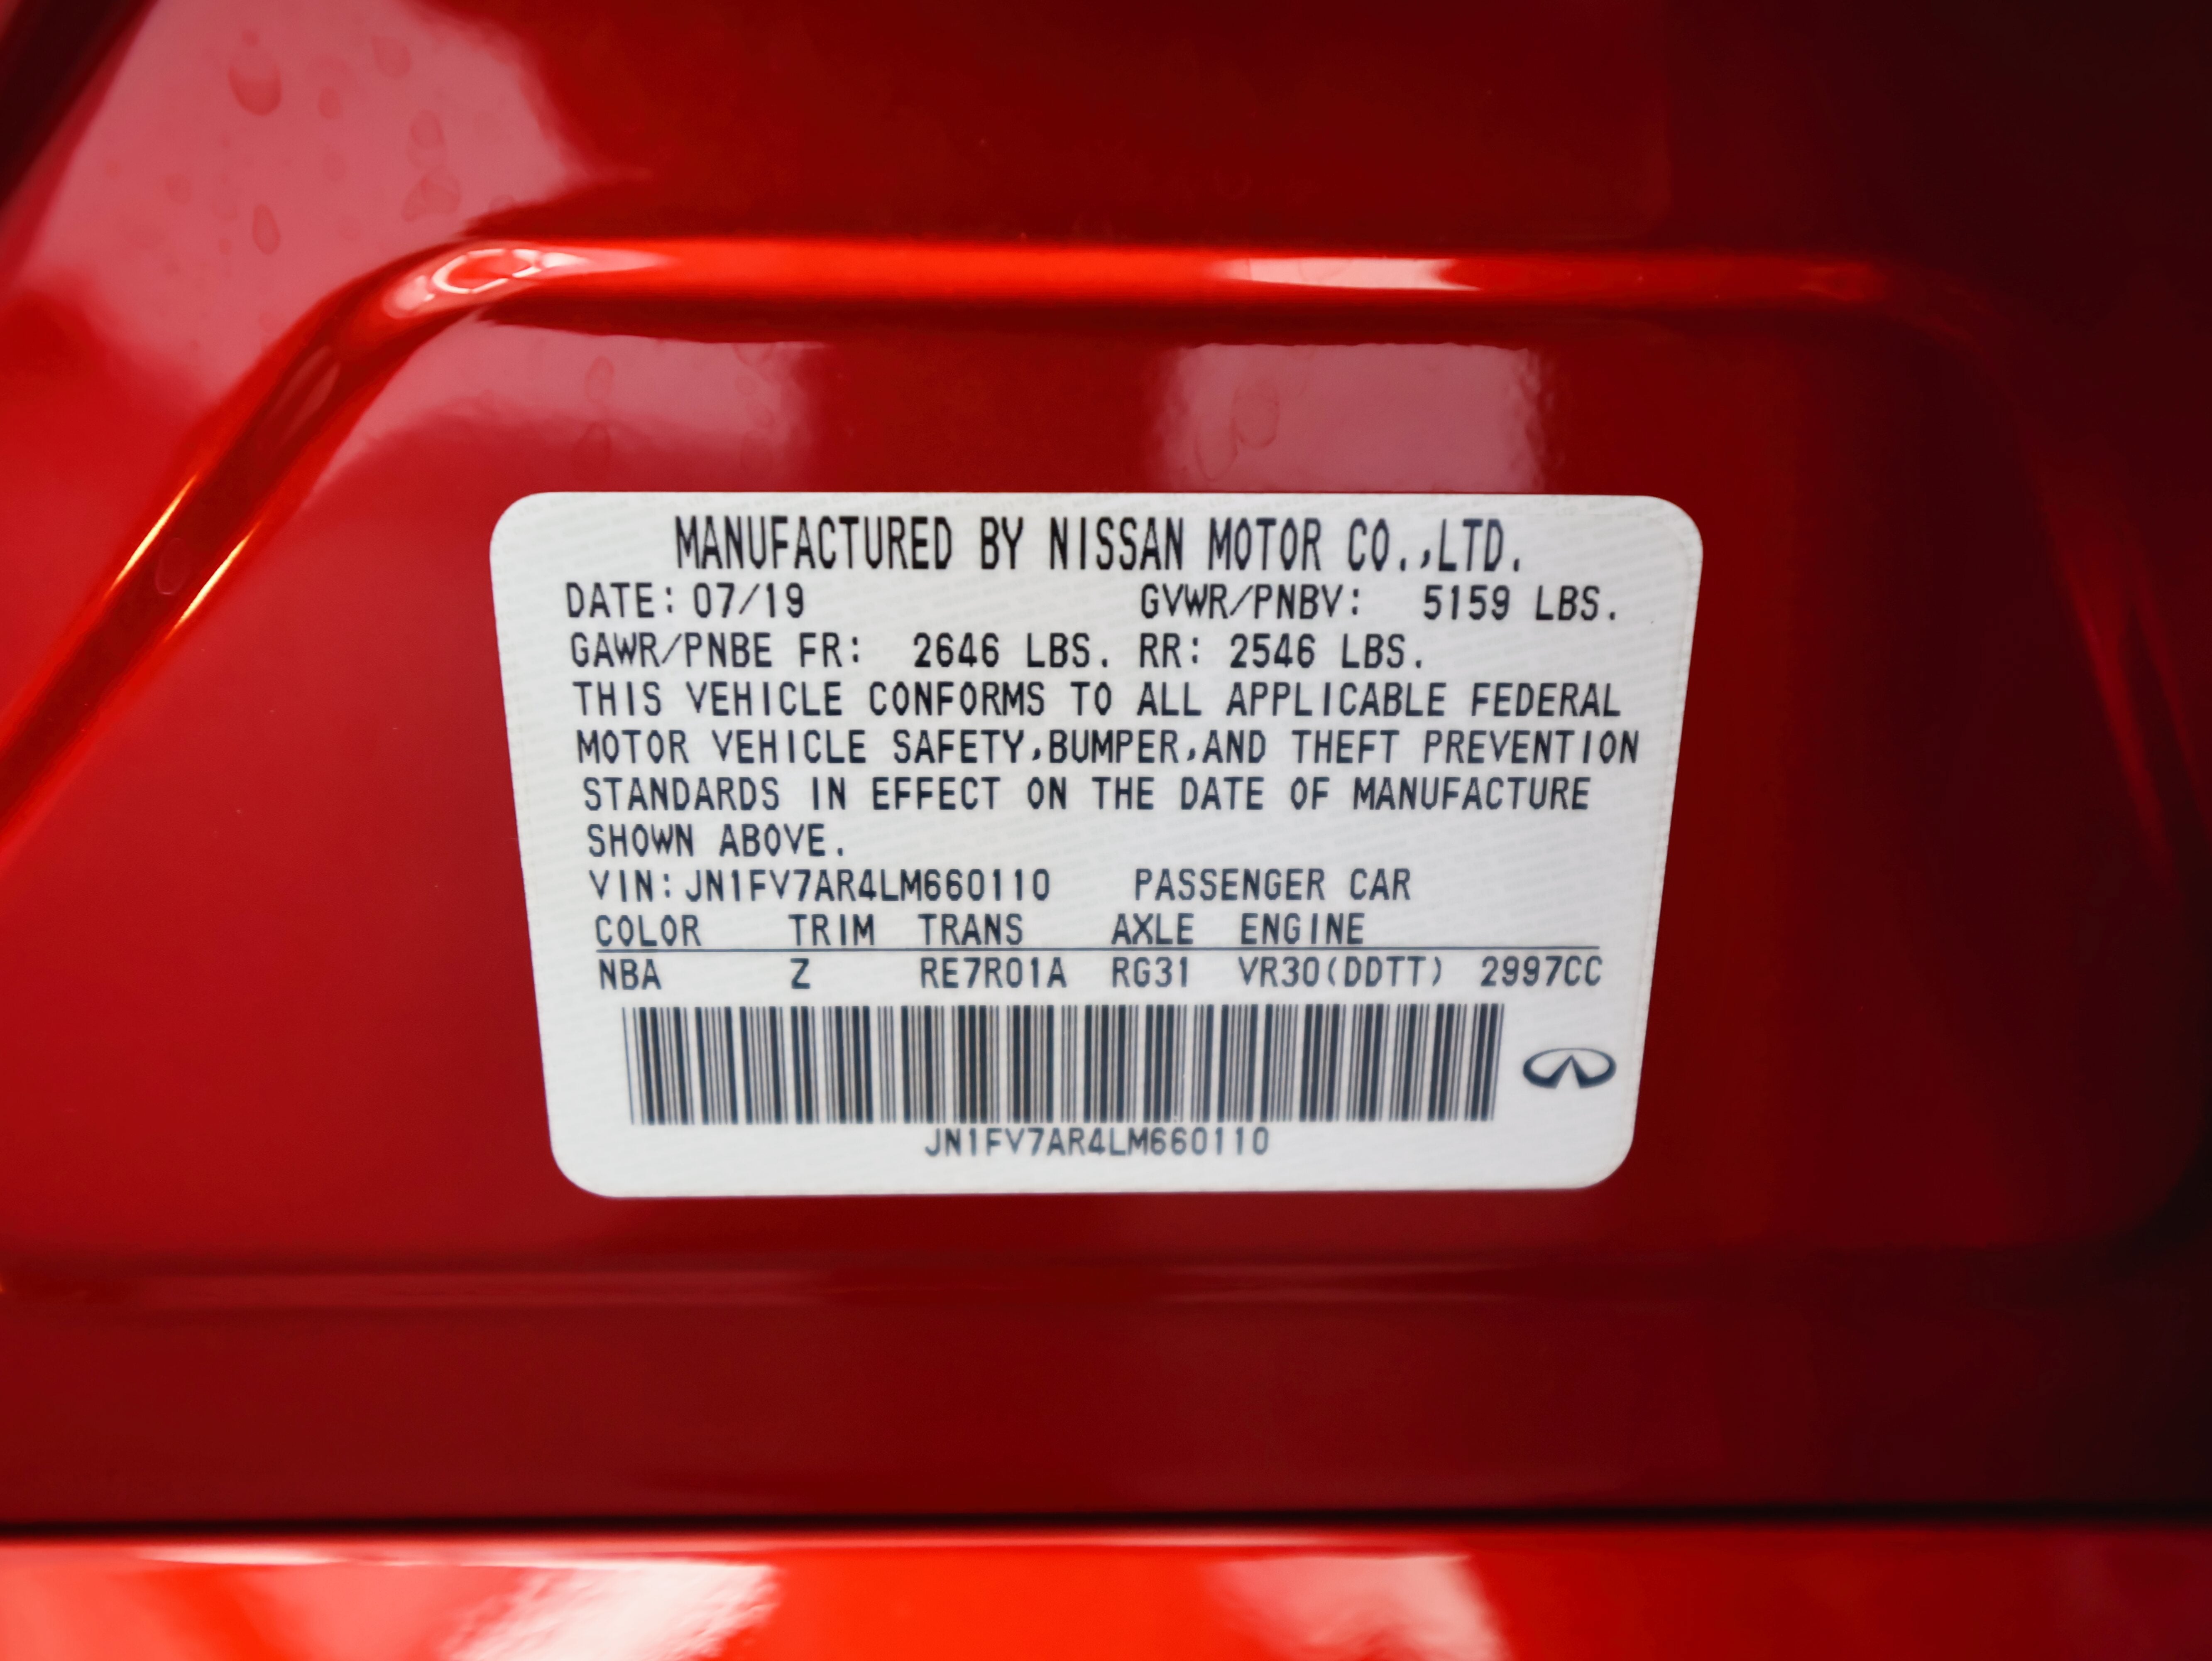 MANUFACTURED BY NISSAN MOTOR CO.,LTD.
DATE: 07/19 GVWR/PNBV: 5159 LBS.
GAWR/PNBE FR: 2646 LBS. RR: 2546 LBS.
THIS VEHICLE CONFORMS TO ALL APPLICABLE FEDERAL
MOTOR VEHICLE SAFETY,BUMPER,AND THEFT PREVENTION
STANDARDS IN EFFECT ON THE DATE OF MANUFACTURE
SHOWN ABOVE.
VIN:JN1FV7AR4LM660110 PASSENGER CAR
COLOR TRIM TRANS AXLE ENGINE
NBA Z RE7R01A RG31 VR30(DDTT) 2997CC
JN1FV7AR4LM660110